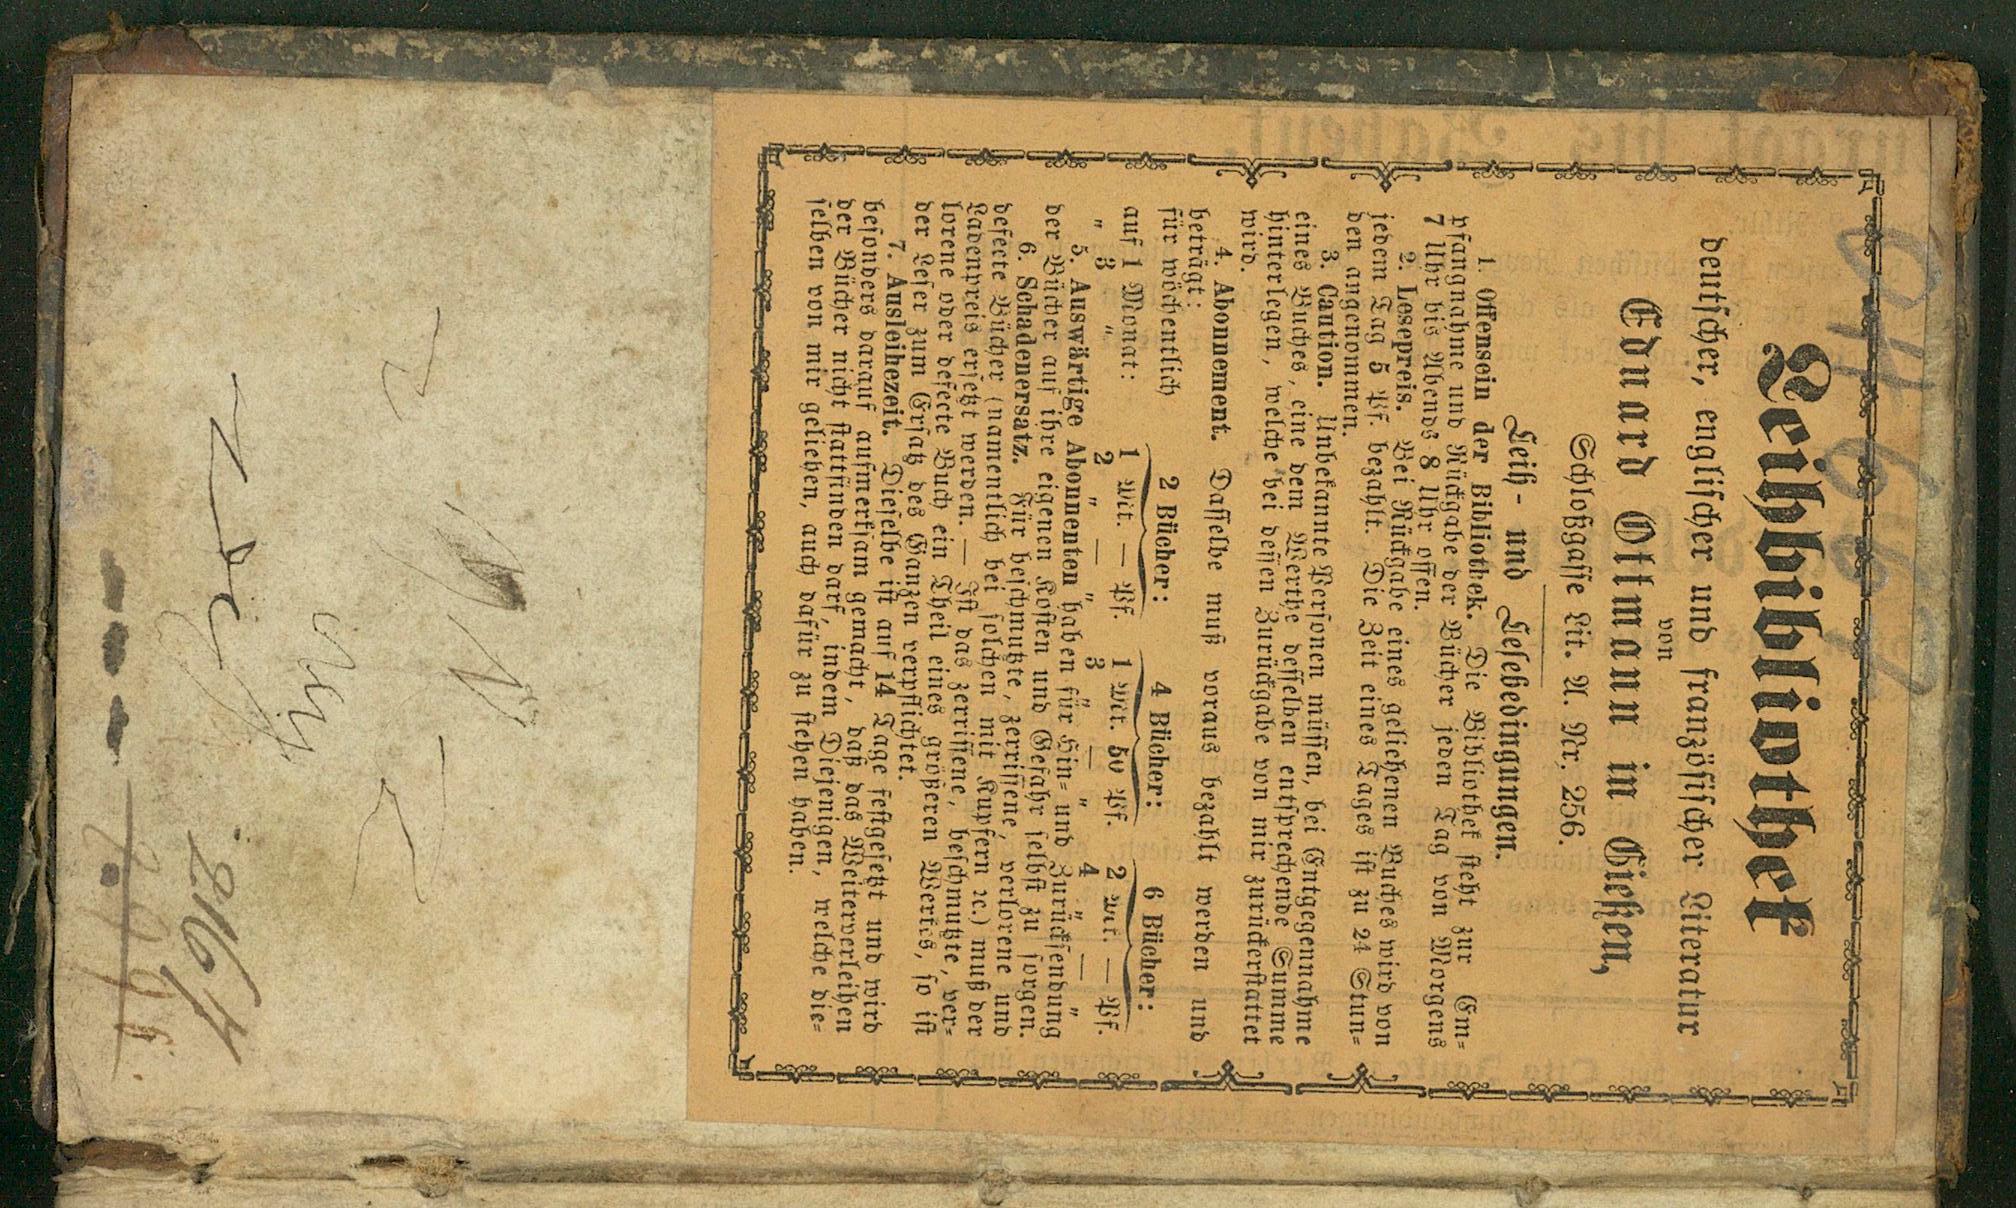 Leihbibliothek
deutscher, englischer und französischer Literatur
von
Eduard Ottmann in Gießen,
Schloßgasse Lit. A. Nr. 256.
Leih- und Lesebedingungen.
1. Offensein der Bibliothek. Die Bibliothek steht zur Em-
pfangnahme und Rückgabe der Bücher jeden Tag von Morgens
7 Uhr bis Abends 8 Uhr offen.
2. Lesepreis. Bei Rückgabe eines geliehenen Buches wird von
jedem Tag 5 Pf. bezahlt. Die Zeit eines Tages ist zu 24 Stun-
den angenommen.
3. Caution. Unbekannte Personen müssen, bei Entgegennahme
eines Buches, eine dem Werthe desselben entsprechende Summe
hinterlegen, welche bei dessen Zurückgabe von mir zurückerstattet
wird.
4. Abonnement. Dasselbe muß voraus bezahlt werden und
beträgt:
für wöchentlich 2 Bücher: 4 Bücher: 6 Bücher:
auf 1 Monat: 1 Mk. — Pf. 1 Mk. 50 Pf. 2 Mk. — Pf.
" 3 " 2 " — " 3 — " 4 " — "
5. Auswärtige Abonnenten haben für Hin- und Zurücksendung
der Bücher auf ihre eigenen Kosten und Gefahr selbst zu sorgen.
6. Schadenersatz. Für beschmutzte, zerrissene, verlorene und
defecte Bücher (namentlich bei solchen mit Kupfern ꝛc.) muß der
Ladenpreis ersetzt werden. — Ist das zerrissene, beschmutzte, ver-
lorene oder defecte Buch ein Theil eines größeren Werkes, so ist
der Leser zum Ersatz des Ganzen verpflichtet.
7. Ausleihezeit. Dieselbe ist auf 14 Tage festgesetzt und wird
besonders darauf aufmerksam gemacht, daß das Weiterverleihen
der Bücher nicht stattfinden darf, indem Diejenigen, welche die-
selben von mir geliehen, auch dafür zu stehen haben.